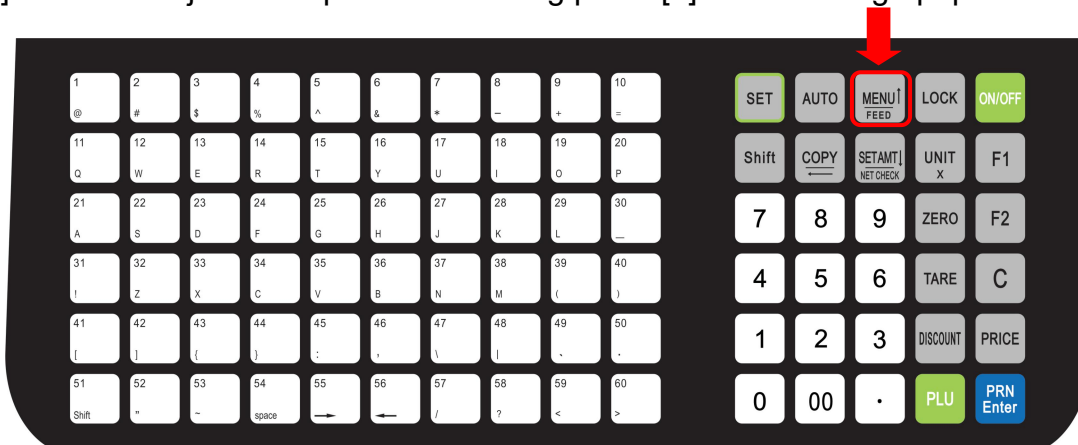 1 2 3 4 5 6 7 8 9 10
@ # $ % ^ & * – + =
11 12 13 14 15 16 17 18 19 20
Q W E R T Y U I O P
21 22 23 24 25 26 27 28 29 30
A S D F G H J K L _
31 32 33 34 35 36 37 38 39 40
! Z X C V B N M ( )
41 42 43 44 45 46 47 48 49 50
[ ] { } : , \ | 、 .
51 52 53 54 55 56 57 58 59 60
Shift " ~ space → ← / ? < >
SET AUTO MENU↑ LOCK ON/OFF
FEED
Shift COPY SETAMT↓ UNIT F1
← NET CHECK X
7 8 9 ZERO F2
4 5 6 TARE C
1 2 3 DISCOUNT PRICE
0 00 . PLU PRN
Enter